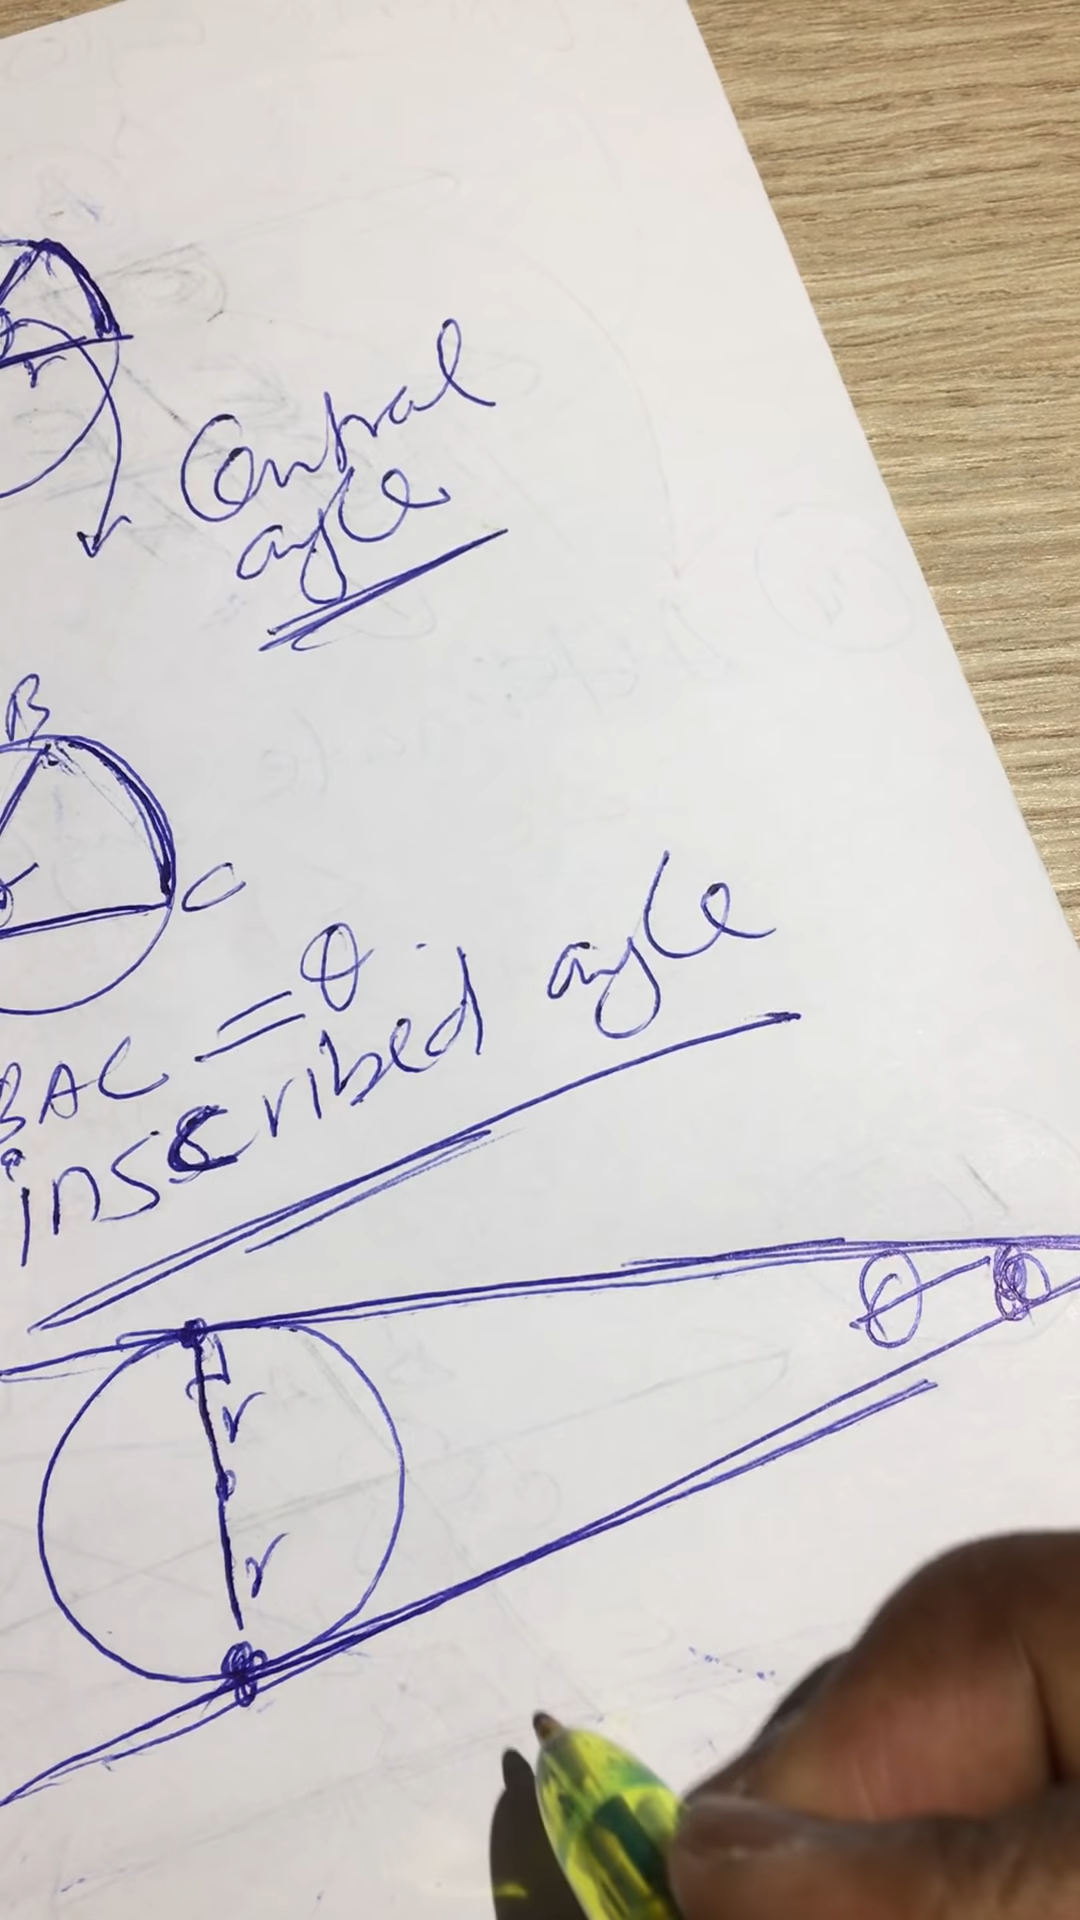 r
Central
angle
B
C
BAC = θ
inscribed angle
θ
r
r